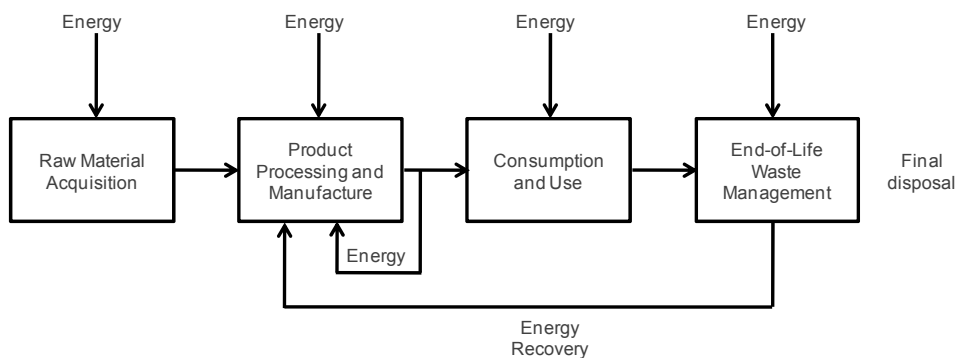 Energy
Energy
Energy
Energy
Raw Material
Acquisition
Product
Processing and
Manufacture
Consumption
and Use
End-of-Life
Waste
Management
Final
disposal
Energy
Energy
Recovery